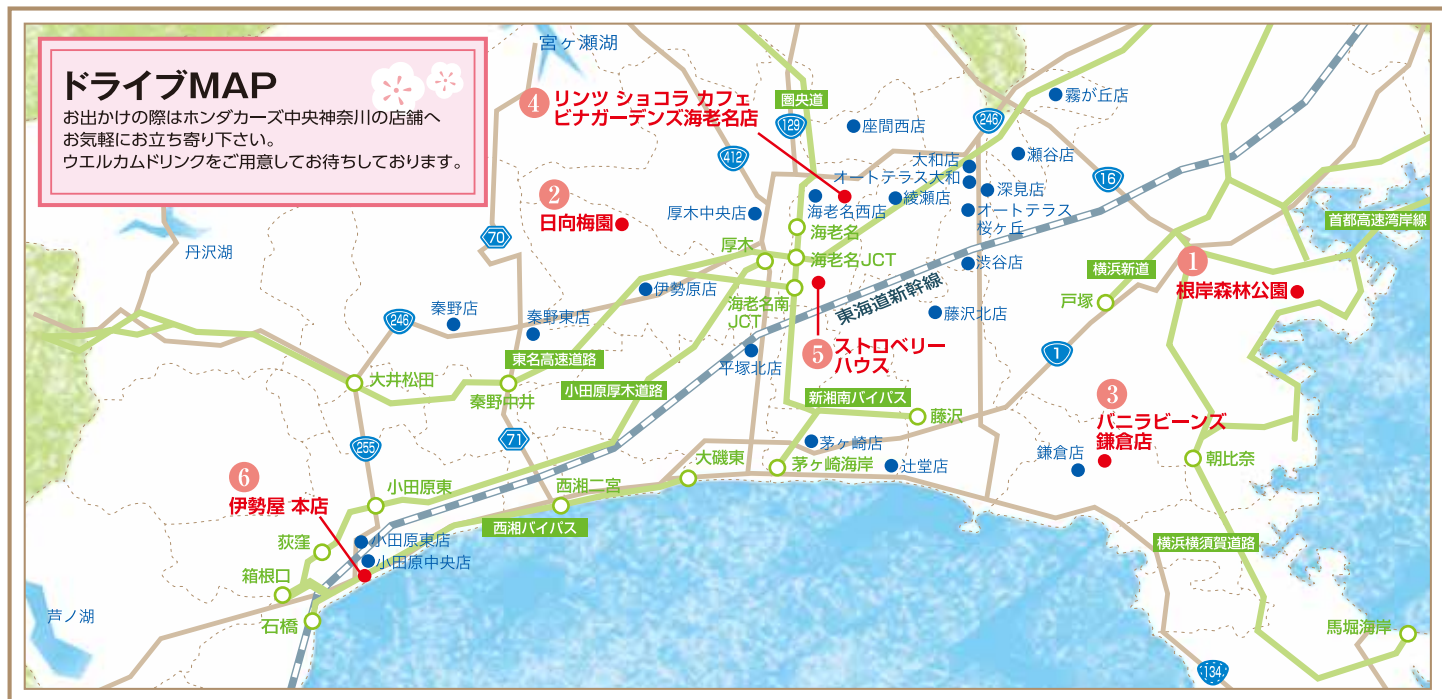 ドライブMAP
お出かけの際はホンダカーズ中央神奈川の店舗へ
お気軽にお立ち寄り下さい。
ウエルカムドリンクをご用意してお待ちしております。
宮ヶ瀬湖
4
リンツ ショコラ カフェ
ビナガーデンズ海老名店
圏央道
129
412
座間西店
246
霧が丘店
瀬谷店
16
大和店
オートテラス大和
深見店
綾瀬店
オートテラス
桜ヶ丘
海老名西店
厚木中央店
2
日向梅園
70
丹沢湖
海老名
厚木
海老名JCT
渋谷店
首都高速湾岸線
横浜新道
1
根岸森林公園
戸塚
伊勢原店
海老名南
JCT
東海道新幹線
藤沢北店
秦野店
246
秦野東店
5
ストロベリー
ハウス
平塚北店
1
東名高速道路
小田原厚木道路
大井松田
秦野中井
新湘南バイパス
藤沢
3
バニラビーンズ
鎌倉店
鎌倉店
朝比奈
255
71
茅ヶ崎店
茅ヶ崎海岸
辻堂店
大磯東
6
伊勢屋 本店
小田原東
西湘二宮
西湘バイパス
荻窪
小田原東店
小田原中央店
箱根口
石橋
芦ノ湖
横浜横須賀道路
馬堀海岸
134